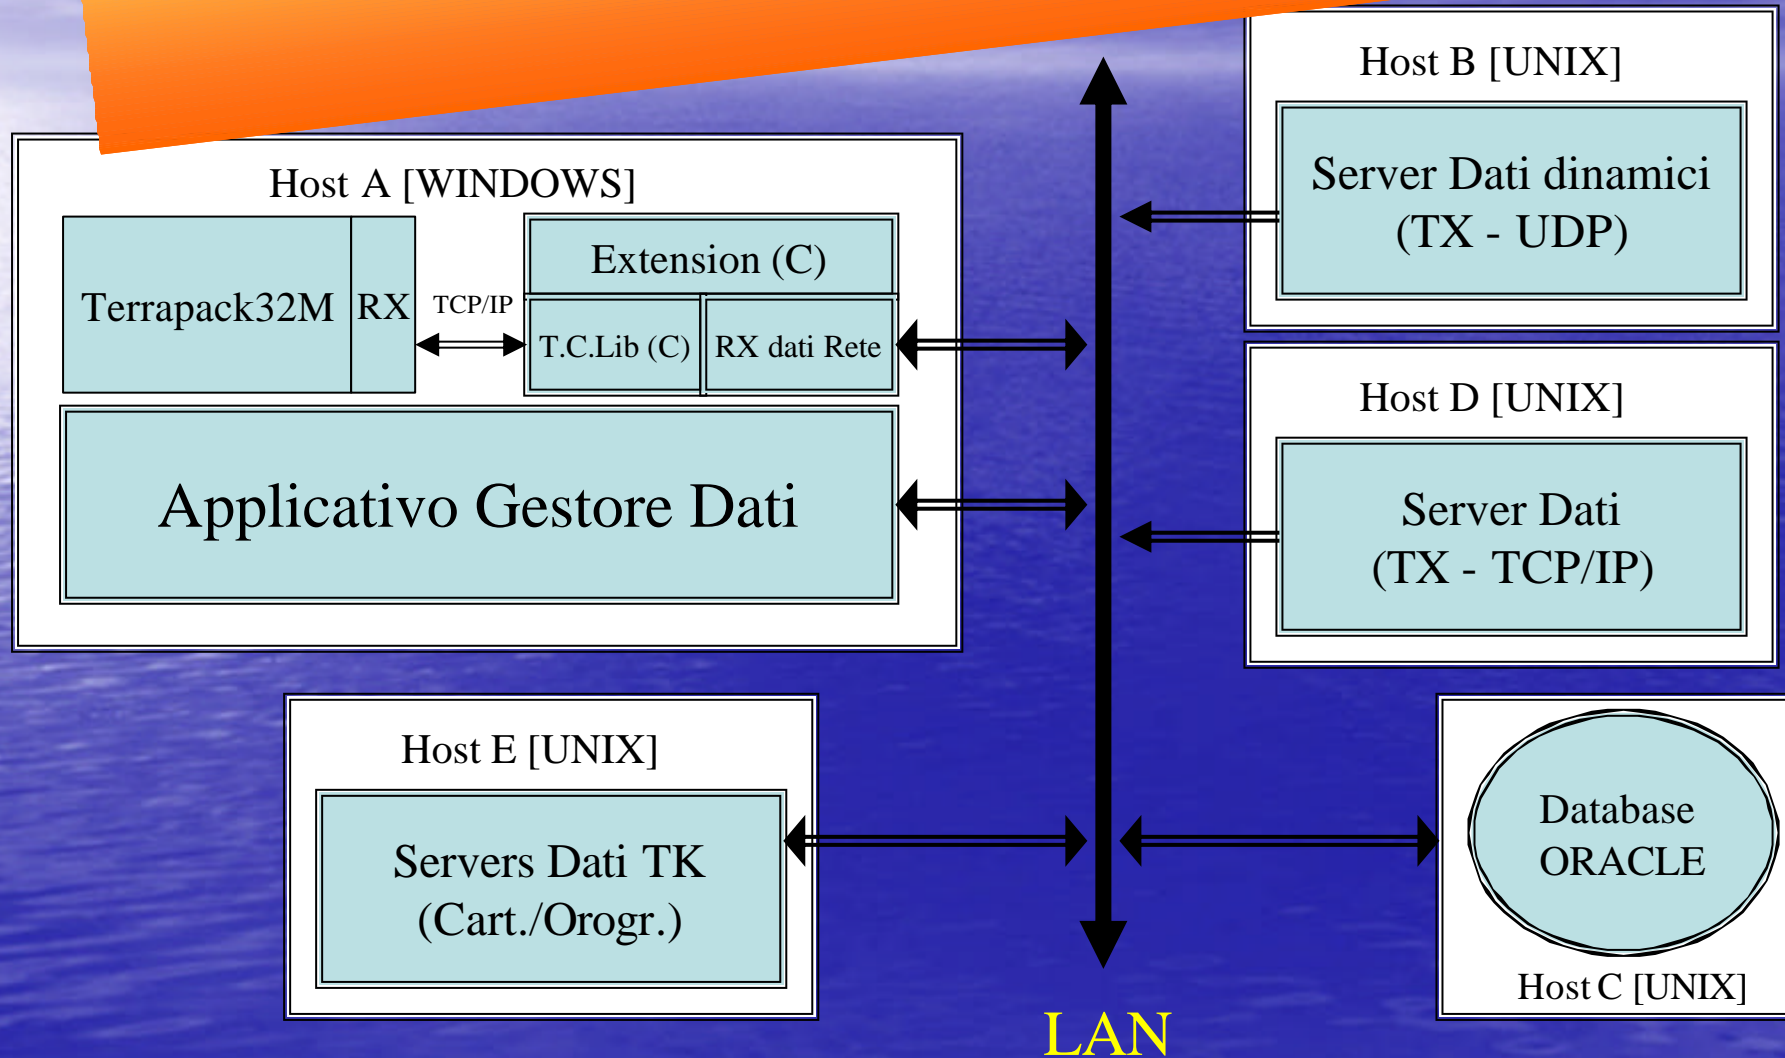 Host A [WINDOWS]
Terrapack32M
RX
TCP/IP
Extension (C)
T.C.Lib (C)
RX dati Rete
Applicativo Gestore Dati
Host B [UNIX]
Server Dati dinamici
(TX - UDP)
Host D [UNIX]
Server Dati
(TX - TCP/IP)
Host E [UNIX]
Servers Dati TK
(Cart./Orogr.)
Database
ORACLE
Host C [UNIX]
LAN